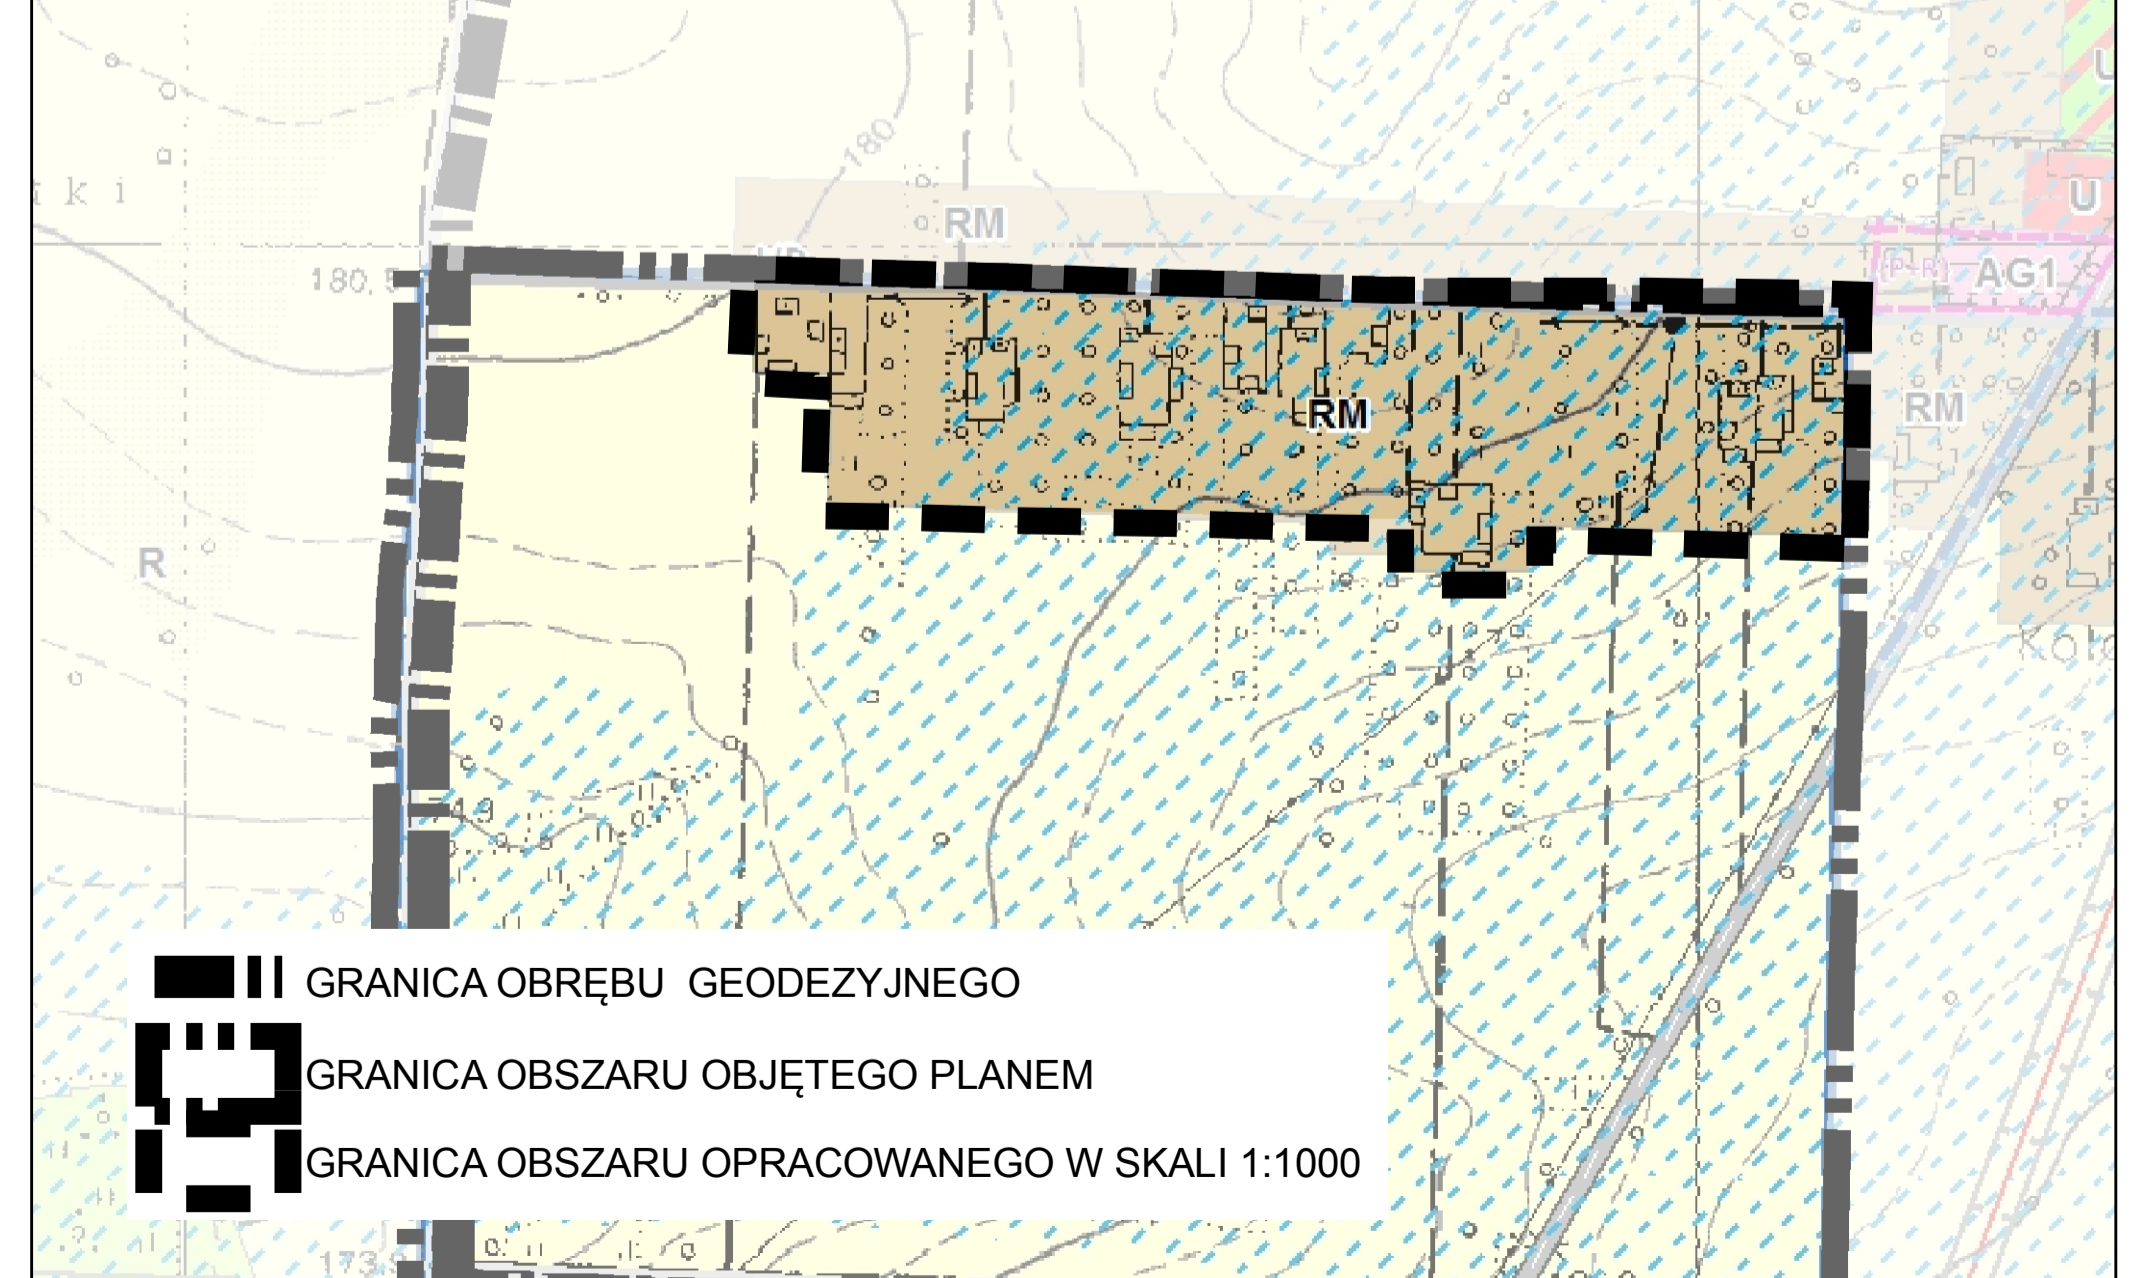 U
180
t k i
RM
U
180,5
P+R
AG1
RM
RM
R
Kolo
GRANICA OBRĘBU GEODEZYJNEGO
GRANICA OBSZARU OBJĘTEGO PLANEM
GRANICA OBSZARU OPRACOWANEGO W SKALI 1:1000